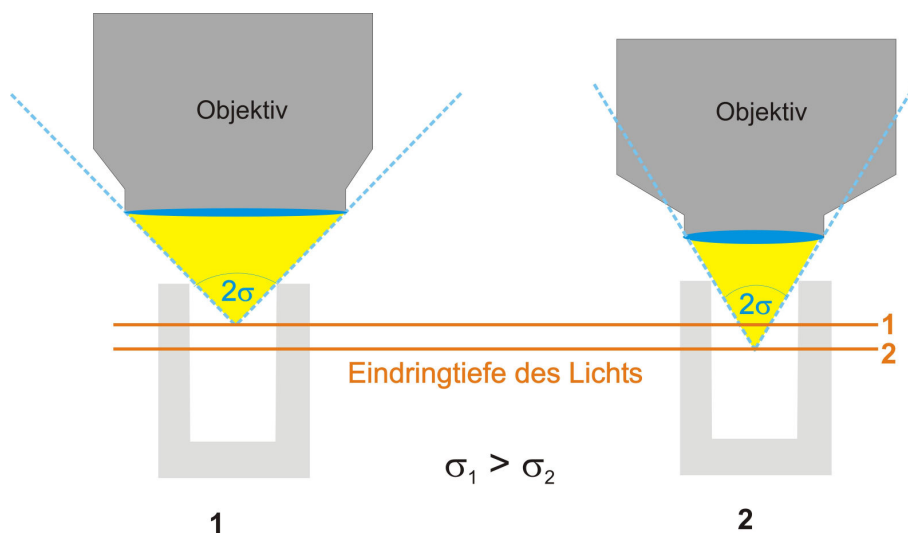 Objektiv
Objektiv
2σ
2σ
1
2
Eindringtiefe des Lichts
σ₁ > σ₂
1
2